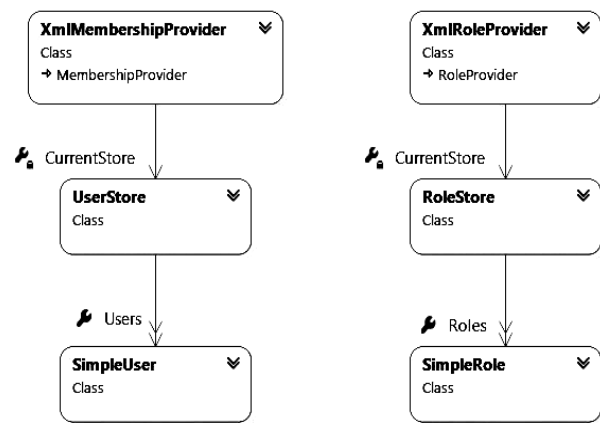 XmlMembershipProvider
Class
MembershipProvider
XmlRoleProvider
Class
RoleProvider
CurrentStore
CurrentStore
UserStore
Class
RoleStore
Class
Users
Roles
SimpleUser
Class
SimpleRole
Class